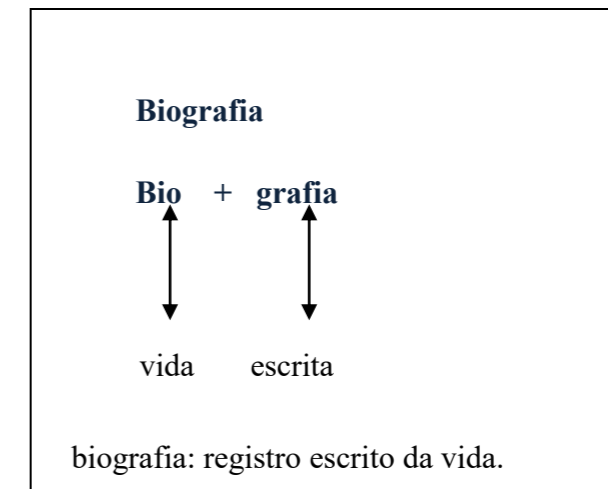 Biografia
Bio + grafia
vida escrita
biografia: registro escrito da vida.